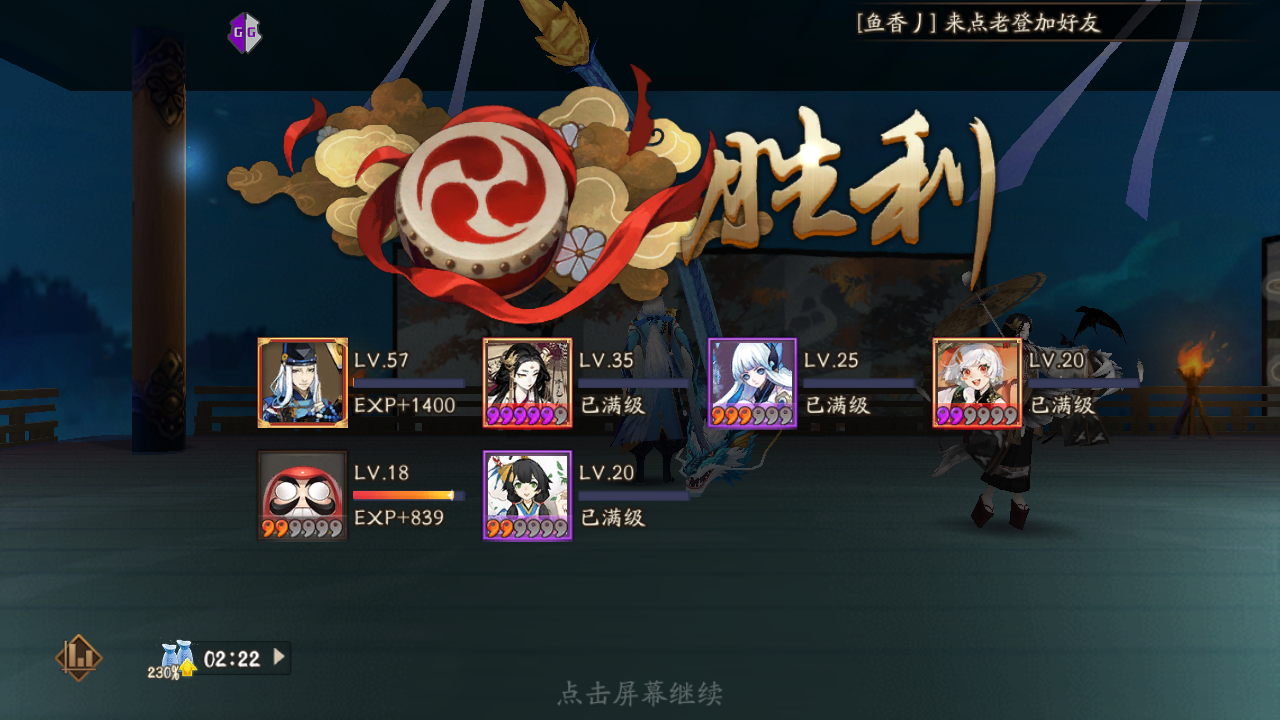 GG
[鱼香丿] 来点老登加好友
胜利
LV.57
EXP+1400
LV.35
已满级
LV.25
已满级
LV.20
已满级
LV.18
EXP+839
LV.20
已满级
230%
02:22
点击屏幕继续